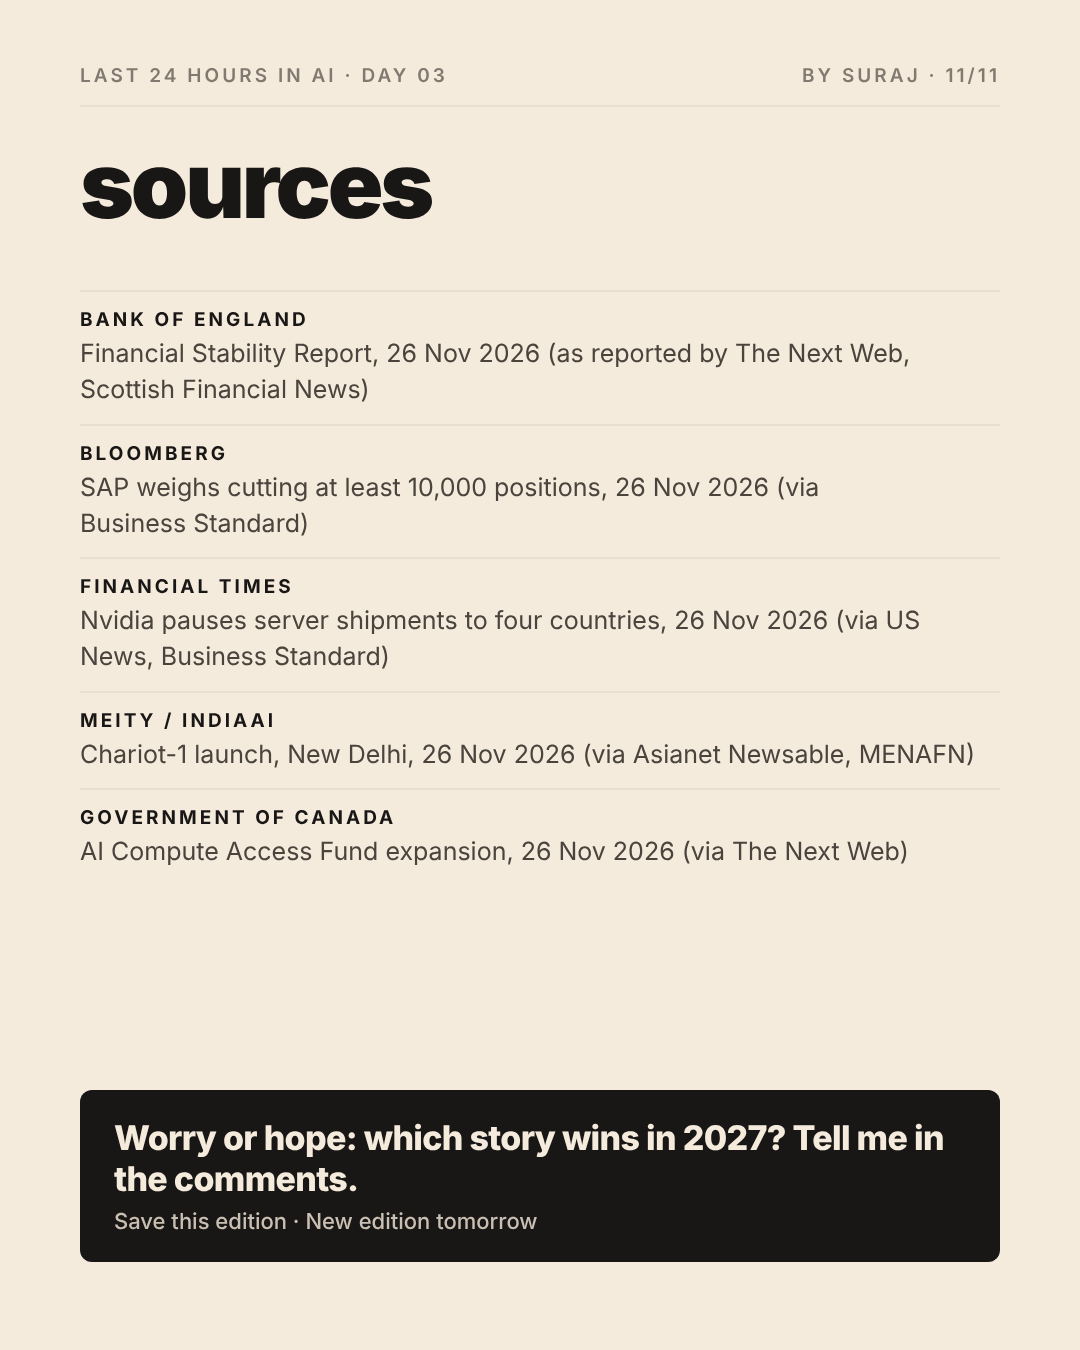 LAST 24 HOURS IN AI · DAY 03
BY SURAJ · 11/11
sources
BANK OF ENGLAND
Financial Stability Report, 26 Nov 2026 (as reported by The Next Web,
Scottish Financial News)
BLOOMBERG
SAP weighs cutting at least 10,000 positions, 26 Nov 2026 (via
Business Standard)
FINANCIAL TIMES
Nvidia pauses server shipments to four countries, 26 Nov 2026 (via US
News, Business Standard)
MEITY / INDIAAI
Chariot-1 launch, New Delhi, 26 Nov 2026 (via Asianet Newsable, MENAFN)
GOVERNMENT OF CANADA
AI Compute Access Fund expansion, 26 Nov 2026 (via The Next Web)
Worry or hope: which story wins in 2027? Tell me in
the comments.
Save this edition · New edition tomorrow